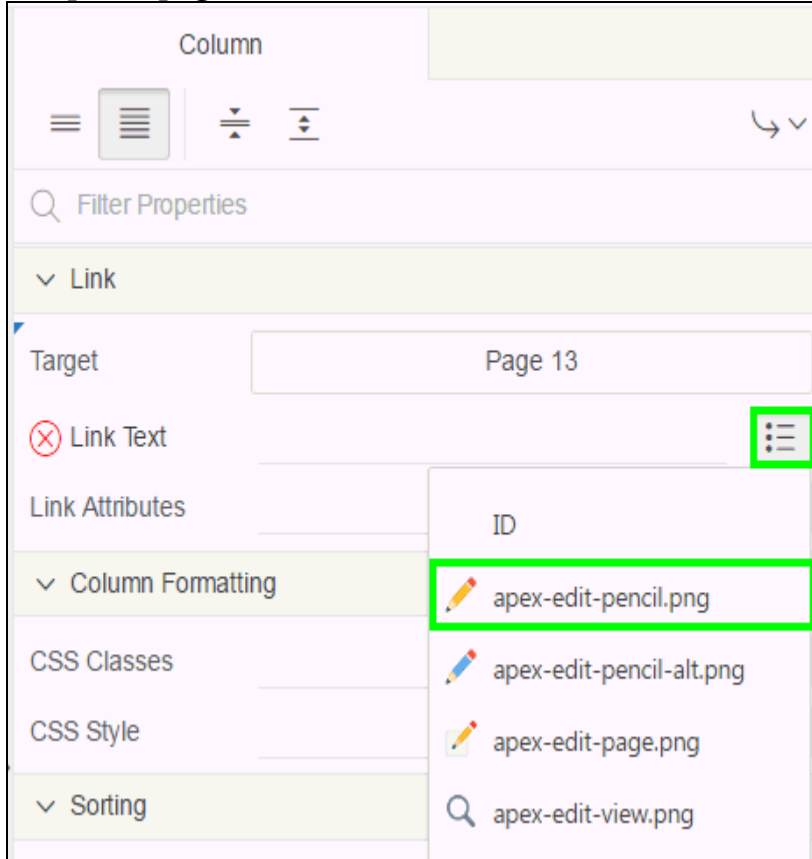 Column
Filter Properties
Link
Target Page 13
Link Text
Link Attributes
ID
Column Formatting
apex-edit-pencil.png
CSS Classes
apex-edit-pencil-alt.png
CSS Style
apex-edit-page.png
Sorting
apex-edit-view.png